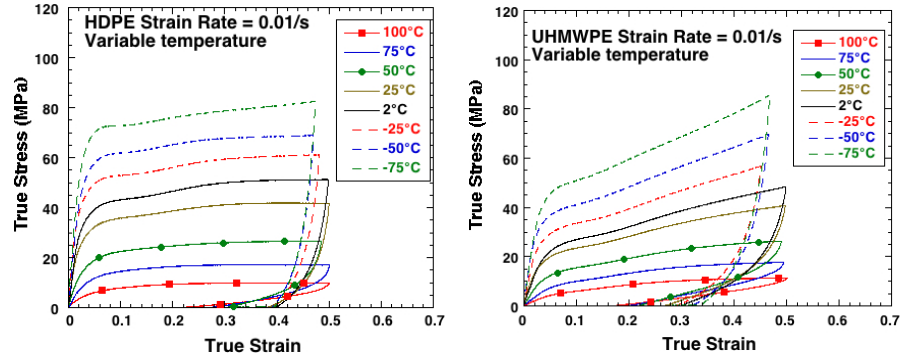 HDPE Strain Rate = 0.01/s
Variable temperature
100°C
75°C
50°C
25°C
2°C
-25°C
-50°C
-75°C
True Stress (MPa)
120
100
80
60
40
20
0
0 0.1 0.2 0.3 0.4 0.5 0.6 0.7
True Strain
UHMWPE Strain Rate = 0.01/s
Variable temperature
100°C
75°C
50°C
25°C
2°C
-25°C
-50°C
-75°C
True Stress (MPa)
120
100
80
60
40
20
0
0 0.1 0.2 0.3 0.4 0.5 0.6 0.7
True Strain